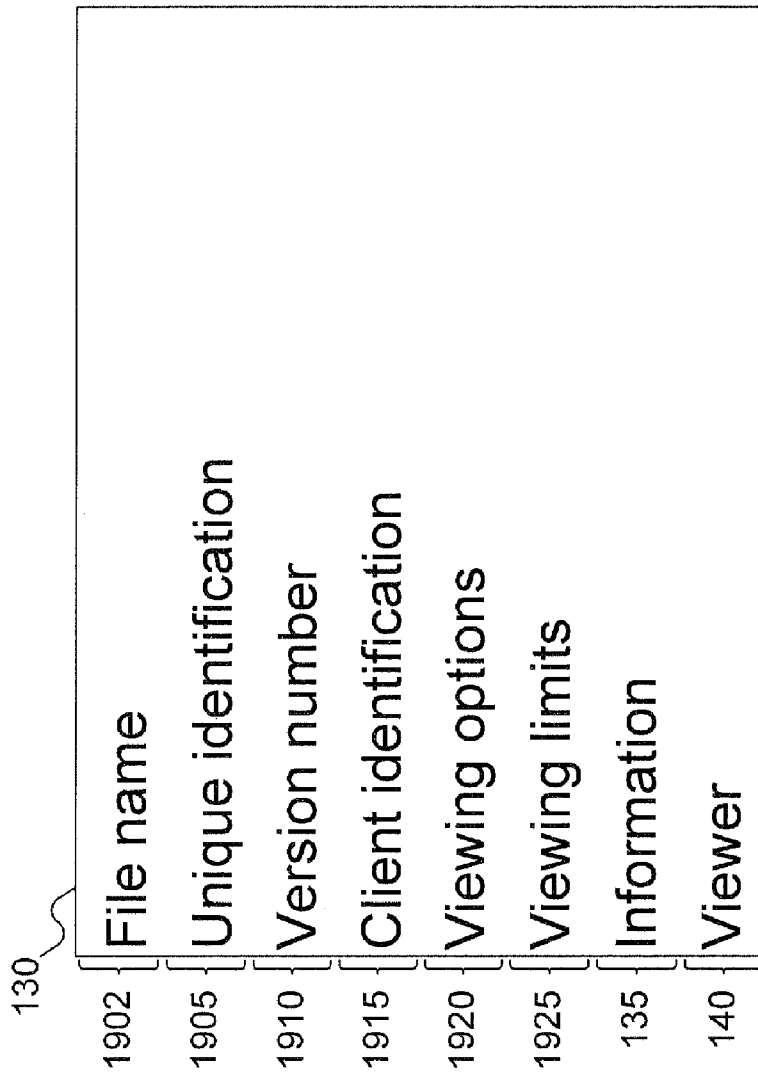 130
1902 File name
1905 Unique identification
1910 Version number
1915 Client identification
1920 Viewing options
1925 Viewing limits
135 Information
140 Viewer